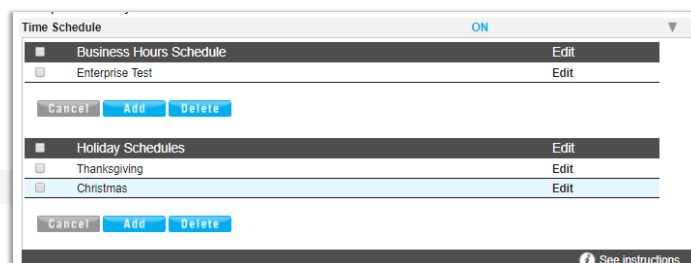 Time Schedule ON
Business Hours Schedule Edit
Enterprise Test Edit
Cancel Add Delete
Holiday Schedules Edit
Thanksgiving Edit
Christmas Edit
Cancel Add Delete
See instructions